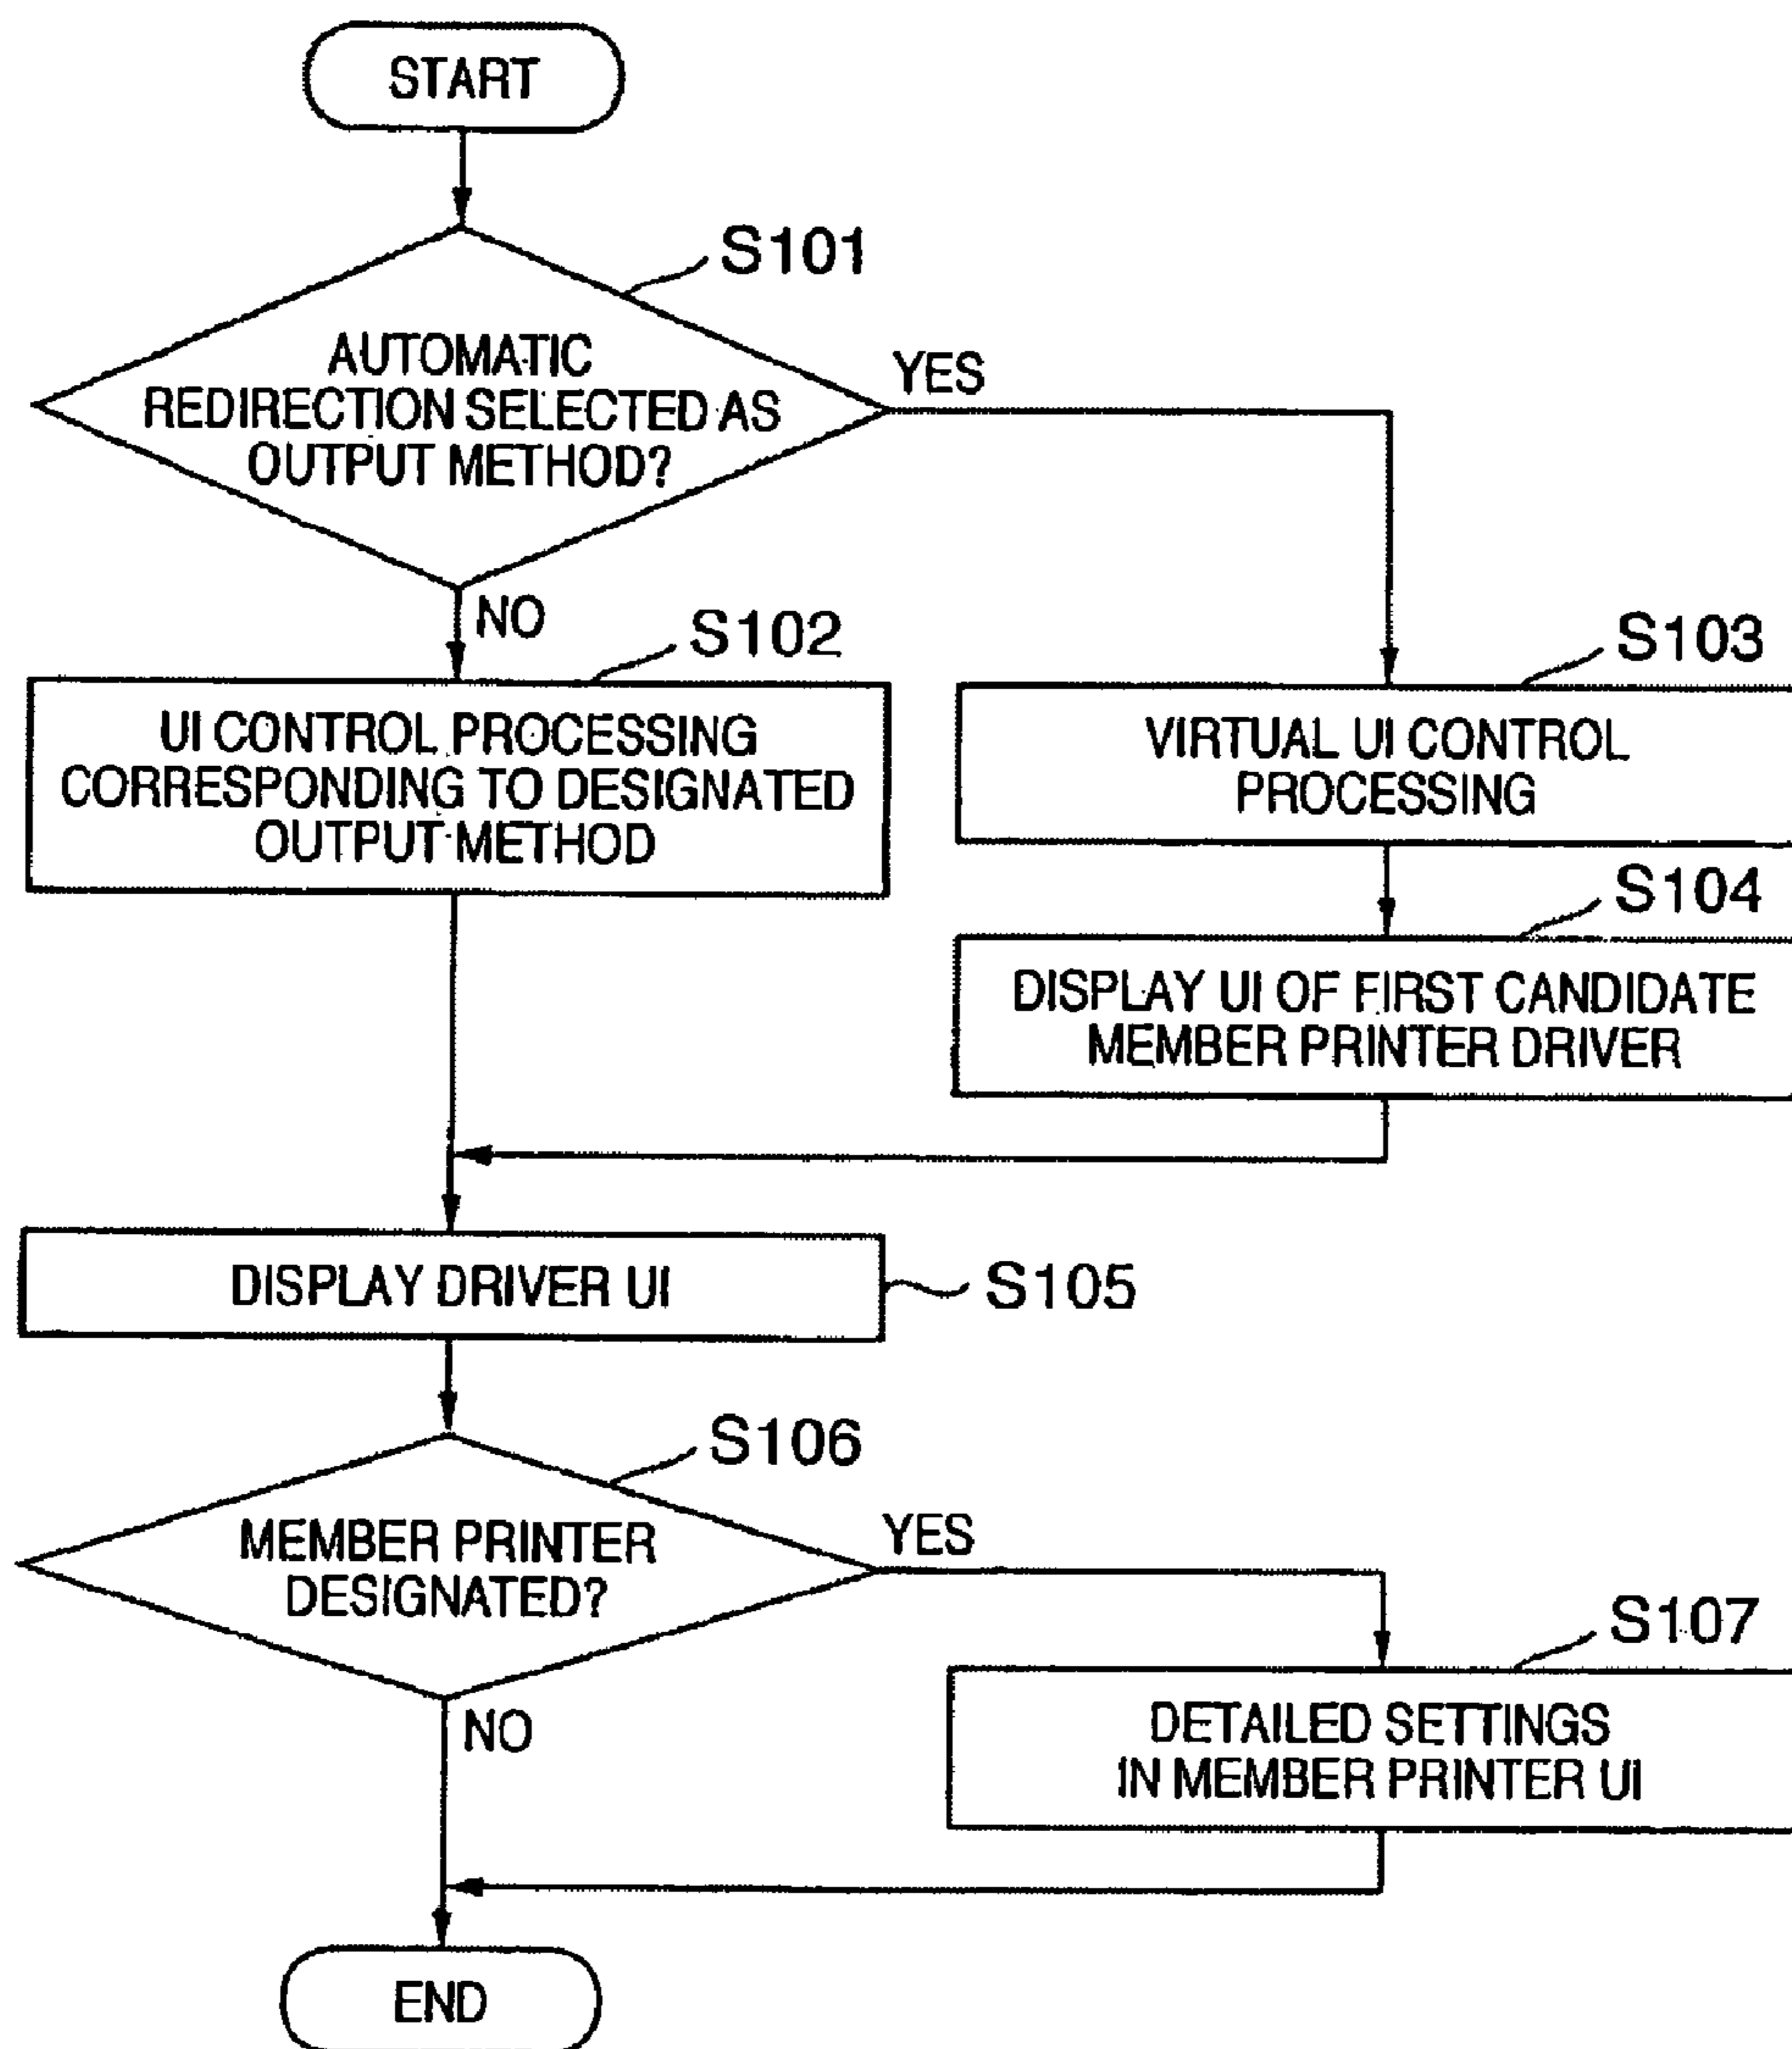 START
S101
AUTOMATIC
REDIRECTION SELECTED AS
OUTPUT METHOD?
YES
NO
S102
UI CONTROL PROCESSING
CORRESPONDING TO DESIGNATED
OUTPUT METHOD
S103
VIRTUAL UI CONTROL
PROCESSING
S104
DISPLAY UI OF FIRST CANDIDATE
MEMBER PRINTER DRIVER
DISPLAY DRIVER UI
S105
S106
MEMBER PRINTER
DESIGNATED?
YES
NO
S107
DETAILED SETTINGS
IN MEMBER PRINTER UI
END